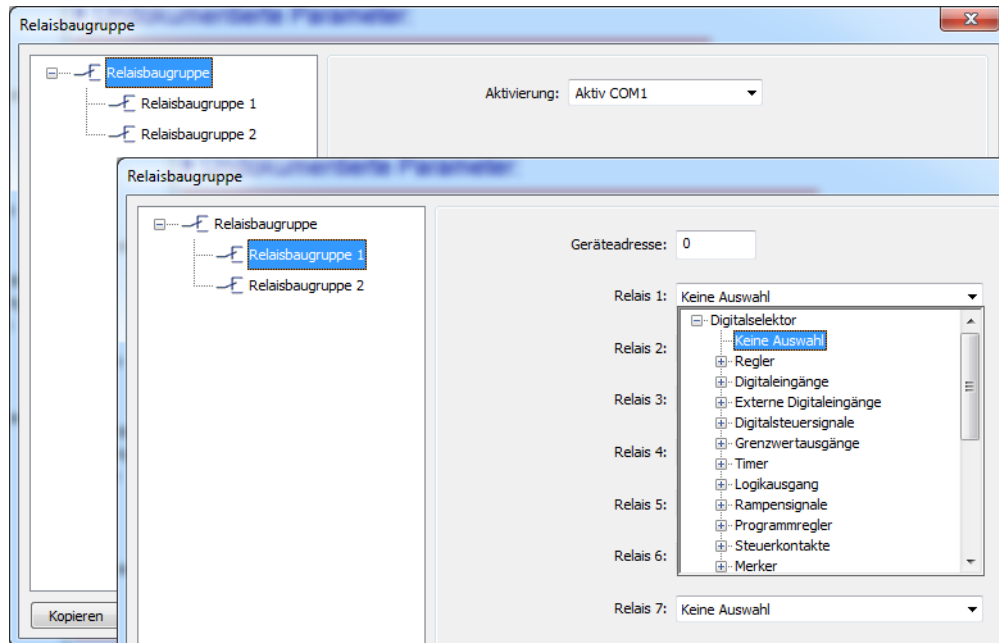 Relaisbaugruppe
Relaisbaugruppe
Relaisbaugruppe 1
Relaisbaugruppe 2
Aktivierung: Aktiv COM1
Kopieren
Relaisbaugruppe
Relaisbaugruppe
Relaisbaugruppe 1
Relaisbaugruppe 2
Geräteadresse: 0
Relais 1: Keine Auswahl
Digitalselektor
Keine Auswahl
Regler
Digitaleingänge
Externe Digitaleingänge
Digitalsteuersignale
Grenzwertausgänge
Timer
Logikausgang
Rampensignale
Programmregler
Steuerkontakte
Merker
Relais 2:
Relais 3:
Relais 4:
Relais 5:
Relais 6:
Relais 7: Keine Auswahl